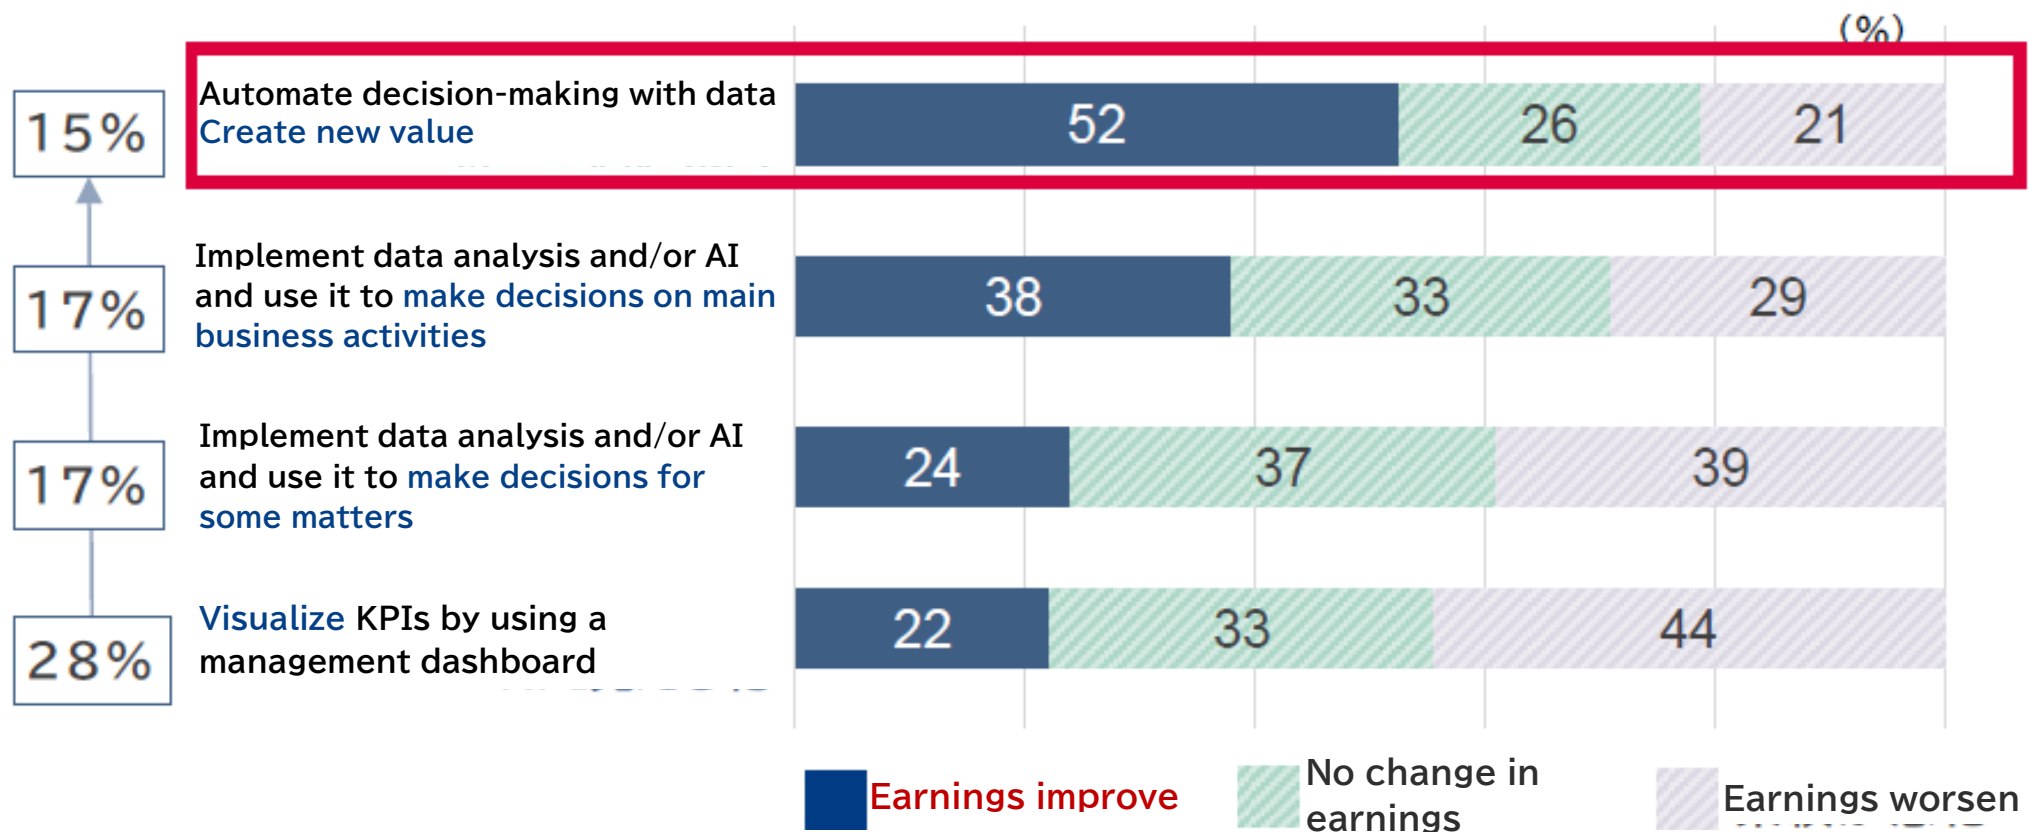 (%)
15%
Automate decision-making with data
Create new value
52 26 21
17%
Implement data analysis and/or AI
and use it to make decisions on main
business activities
38 33 29
17%
Implement data analysis and/or AI
and use it to make decisions for
some matters
24 37 39
28%
Visualize KPIs by using a
management dashboard
22 33 44
Earnings improve
No change in
earnings
Earnings worsen